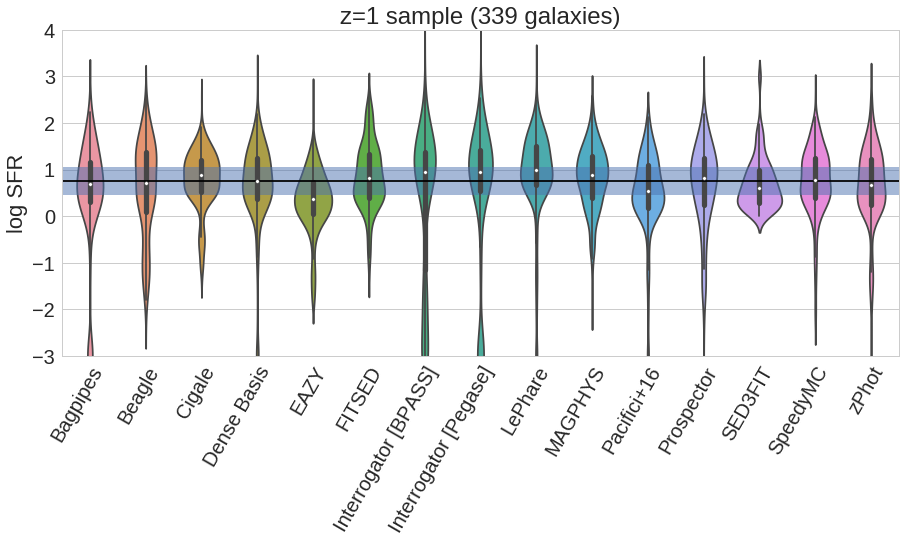 z=1 sample (339 galaxies)
4
3
2
1
0
−1
−2
−3
log SFR
Bagpipes
Beagle
Cigale
Dense Basis
EAZY
FITSED
Interrogator [BPASS]
Interrogator [Pegase]
LePhare
MAGPHYS
Pacifici+16
Prospector
SED3FIT
SpeedyMC
zPhot